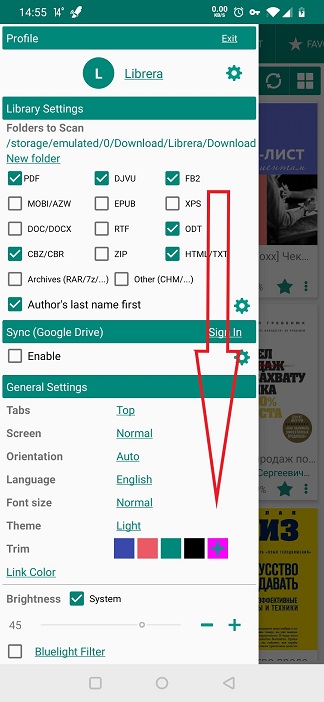 14:55 14° 0.00 KB/S
Profile Exit
FAV
L Librera
Library Settings
Folders to Scan
/storage/emulated/0/Download/Librera/Download
New folder
PDF DJVU FB2
MOBI/AZW EPUB XPS
DOC/DOCX RTF ODT
CBZ/CBR ZIP HTML/TXT
Archives (RAR/7z/...) Other (CHM/...)
Author's last name first
Sync (Google Drive) Sign In
Enable
General Settings
Tabs Top
Screen Normal
Orientation Auto
Language English
Font size Normal
Theme Light
Trim
Link Color
Brightness System
45
Bluelight Filter
-ЛИСТ
oxx] Чек...
ЗАХВАТУ
родаж по...
Сергеевич...